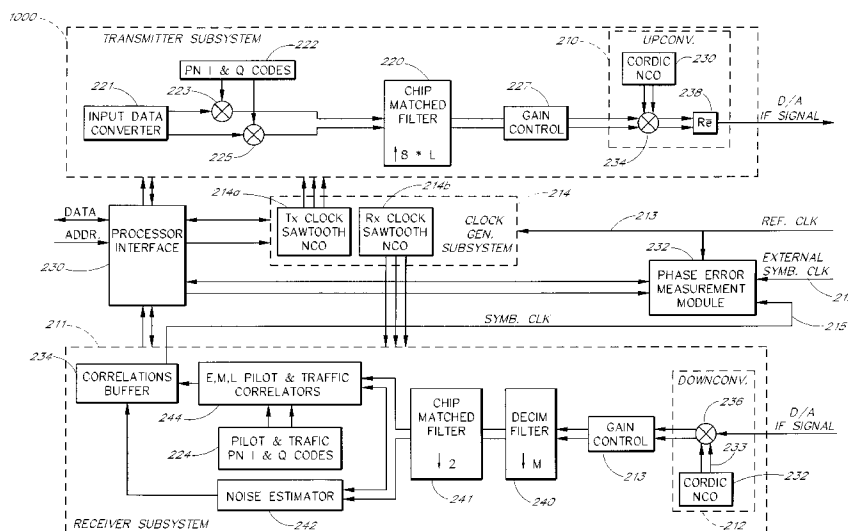 1000
TRANSMITTER SUBSYSTEM
222
PN I & Q CODES
223
221
INPUT DATA
CONVERTER
225
220
CHIP
MATCHED
FILTER
↑ 8 * L
227
GAIN
CONTROL
210
UPCONV.
CORDIC
NCO
230
238
Re
234
D/A
IF SIGNAL
DATA
ADDR.
PROCESSOR
INTERFACE
230
214a
Tx CLOCK
SAWTOOTH
NCO
214b
Rx CLOCK
SAWTOOTH
NCO
214
CLOCK
GEN.
SUBSYSTEM
213
REF. CLK
232
PHASE ERROR
MEASUREMENT
MODULE
EXTERNAL
SYMB. CLK
215
SYMB. CLK
211
234
CORRELATIONS
BUFFER
E,M,L PILOT & TRAFFIC
CORRELATORS
244
PILOT & TRAFIC
PN I & Q CODES
224
NOISE ESTIMATOR
242
CHIP
MATCHED
FILTER
↓ 2
241
DECIM
FILTER
↓ M
240
GAIN
CONTROL
213
DOWNCONV.
236
233
CORDIC
NCO
232
212
D/A
IF SIGNAL
RECEIVER SUBSYSTEM